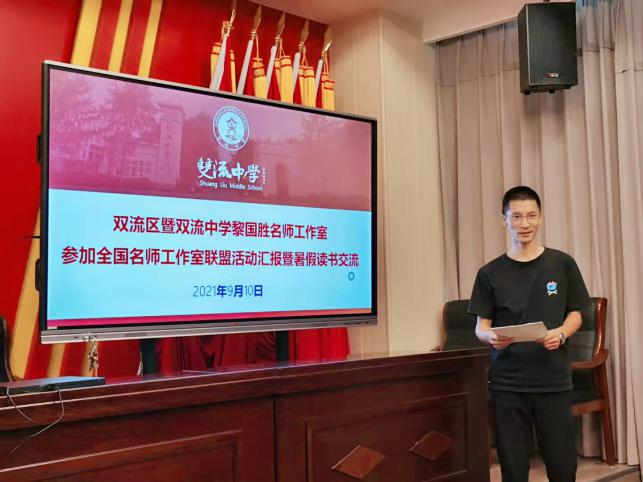 雙流中學
Shuang Liu Middle School
双流区暨双流中学黎国胜名师工作室
参加全国名师工作室联盟活动汇报暨暑假读书交流
2021年9月10日